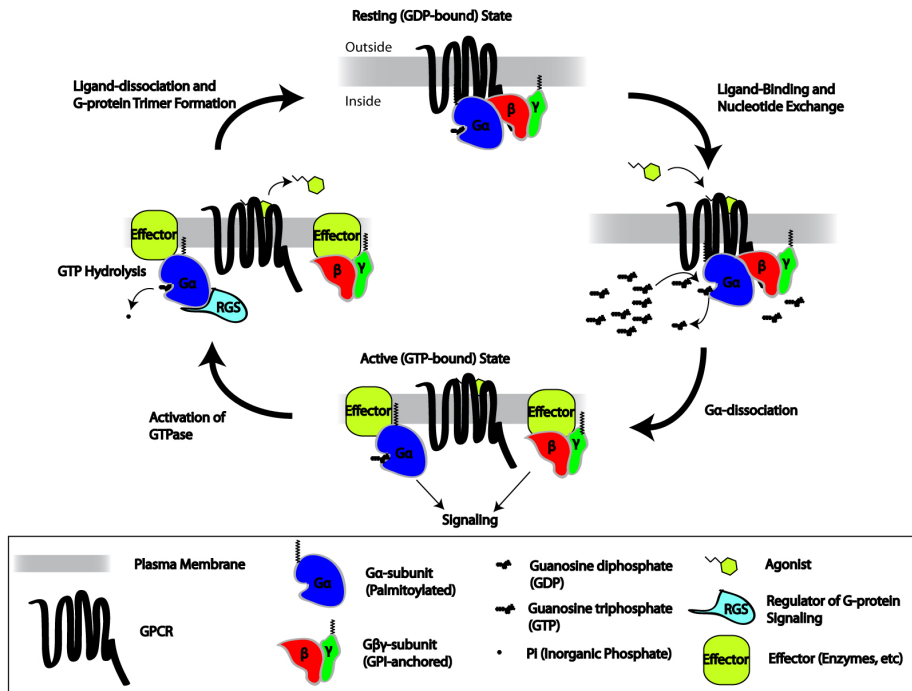 Resting (GDP-bound) State
Outside
Inside
Gα
β
γ
Ligand-Binding and
Nucleotide Exchange
Gα
β
γ
Gα-dissociation
Active (GTP-bound) State
Effector
Gα
Effector
β
γ
Signaling
Activation of
GTPase
Effector
GTP Hydrolysis
Gα
RGS
Effector
β
γ
Ligand-dissociation and
G-protein Trimer Formation
Plasma Membrane
GPCR
Gα
Gα-subunit
(Palmitoylated)
β
γ
Gβγ-subunit
(GPI-anchored)
Guanosine diphosphate
(GDP)
Guanosine triphosphate
(GTP)
PI (Inorganic Phosphate)
Agonist
RGS
Regulator of G-protein
Signaling
Effector
Effector (Enzymes, etc)